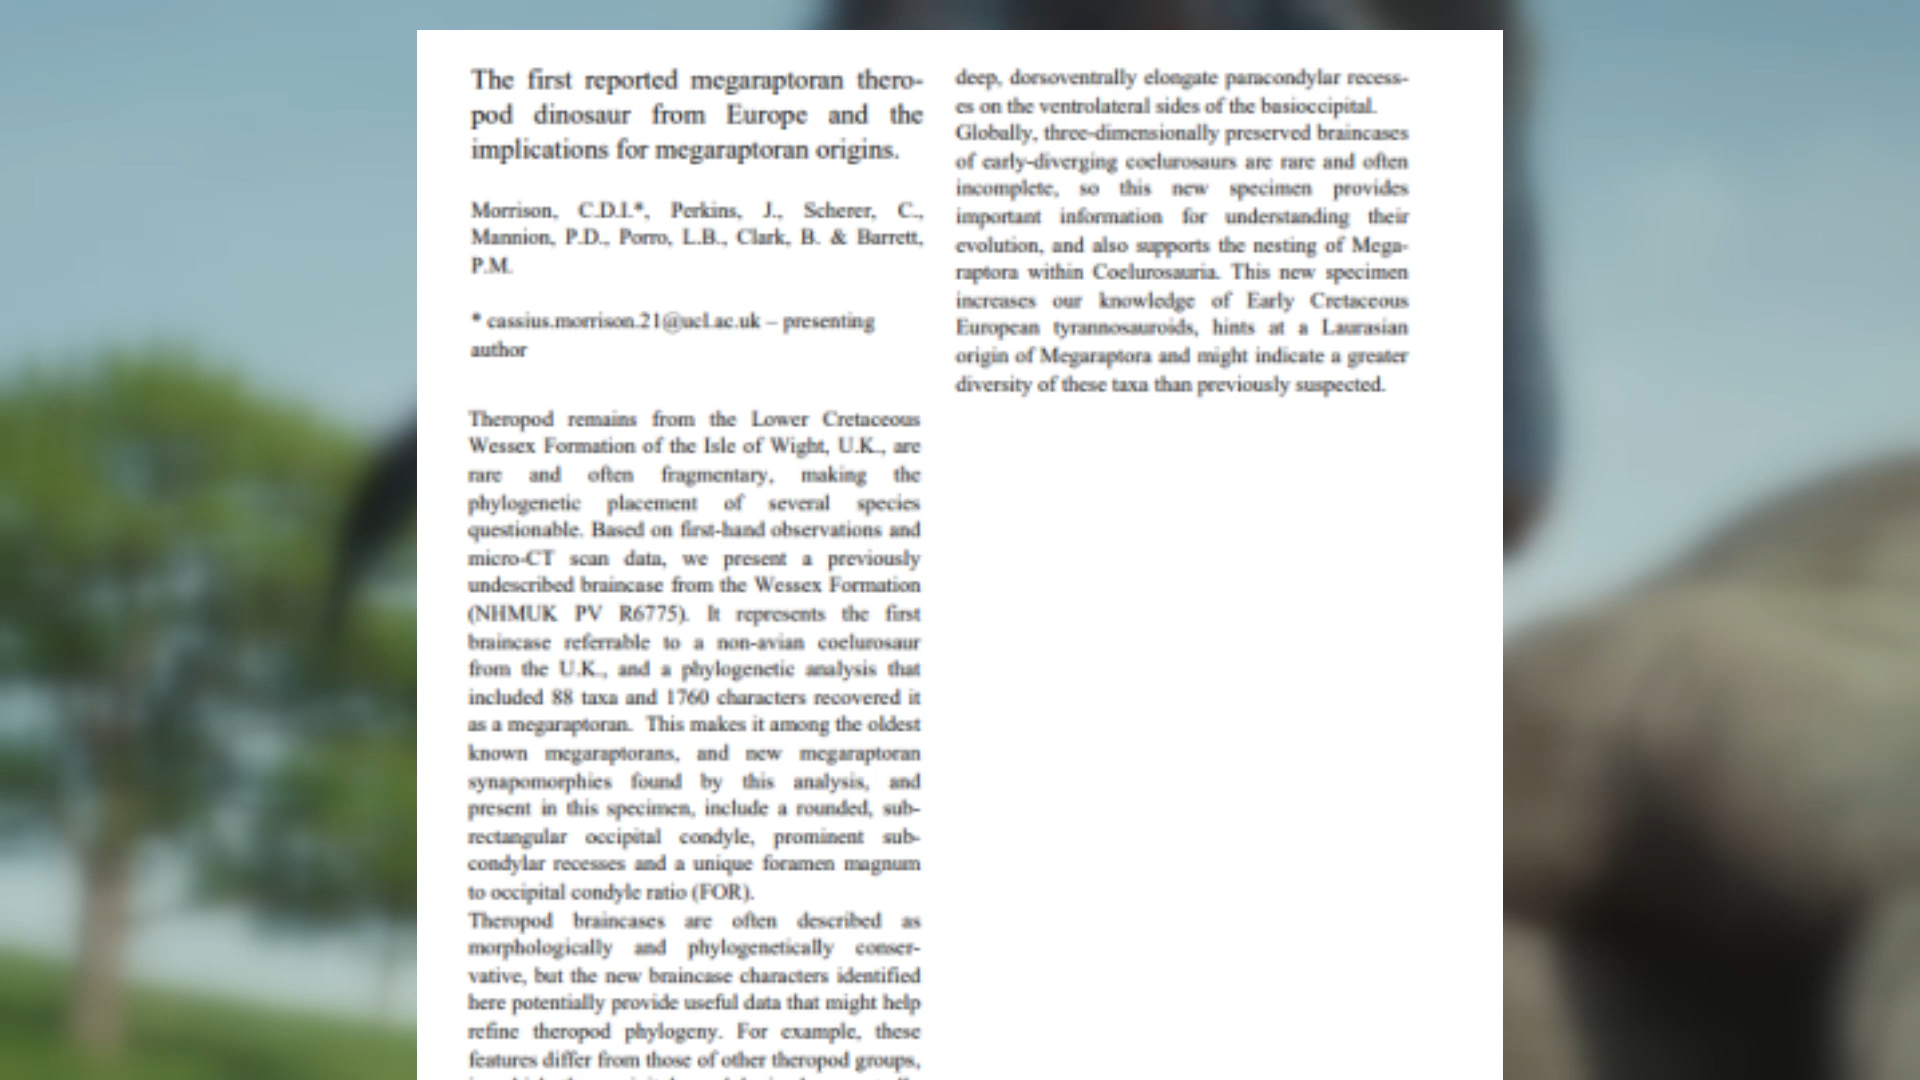 The first reported megaraptoran thero-
pod dinosaur from Europe and the
implications for megaraptoran origins.
Morrison, C.D.I.*, Perkins, J., Scherer, C.,
Mannion, P.D., Porro, L.B., Clark, B. & Barrett,
P.M.
* cassius.morrison.21@ucl.ac.uk – presenting
author
Theropod remains from the Lower Cretaceous
Wessex Formation of the Isle of Wight, U.K., are
rare and often fragmentary, making the
phylogenetic placement of several species
questionable. Based on first-hand observations and
micro-CT scan data, we present a previously
undescribed braincase from the Wessex Formation
(NHMUK PV R6775). It represents the first
braincase referrable to a non-avian coelurosaur
from the U.K., and a phylogenetic analysis that
included 88 taxa and 1760 characters recovered it
as a megaraptoran. This makes it among the oldest
known megaraptorans, and new megaraptoran
synapomorphies found by this analysis, and
present in this specimen, include a rounded, sub-
rectangular occipital condyle, prominent sub-
condylar recesses and a unique foramen magnum
to occipital condyle ratio (FOR).
Theropod braincases are often described as
morphologically and phylogenetically conser-
vative, but the new braincase characters identified
here potentially provide useful data that might help
refine theropod phylogeny. For example, these
features differ from those of other theropod groups,
deep, dorsoventrally elongate paracondylar recess-
es on the ventrolateral sides of the basioccipital.
Globally, three-dimensionally preserved braincases
of early-diverging coelurosaurs are rare and often
incomplete, so this new specimen provides
important information for understanding their
evolution, and also supports the nesting of Mega-
raptora within Coelurosauria. This new specimen
increases our knowledge of Early Cretaceous
European tyrannosauroids, hints at a Laurasian
origin of Megaraptora and might indicate a greater
diversity of these taxa than previously suspected.